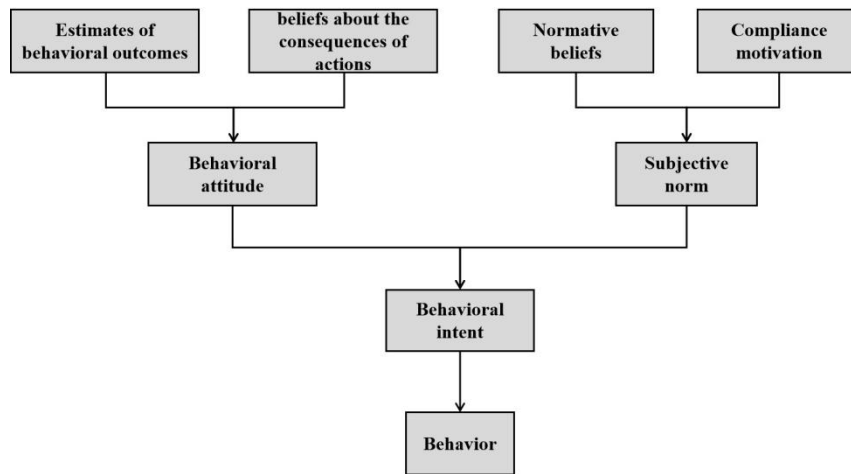 Estimates of
behavioral outcomes
beliefs about the
consequences of
actions
Normative
beliefs
Compliance
motivation
Behavioral
attitude
Subjective
norm
Behavioral
intent
Behavior